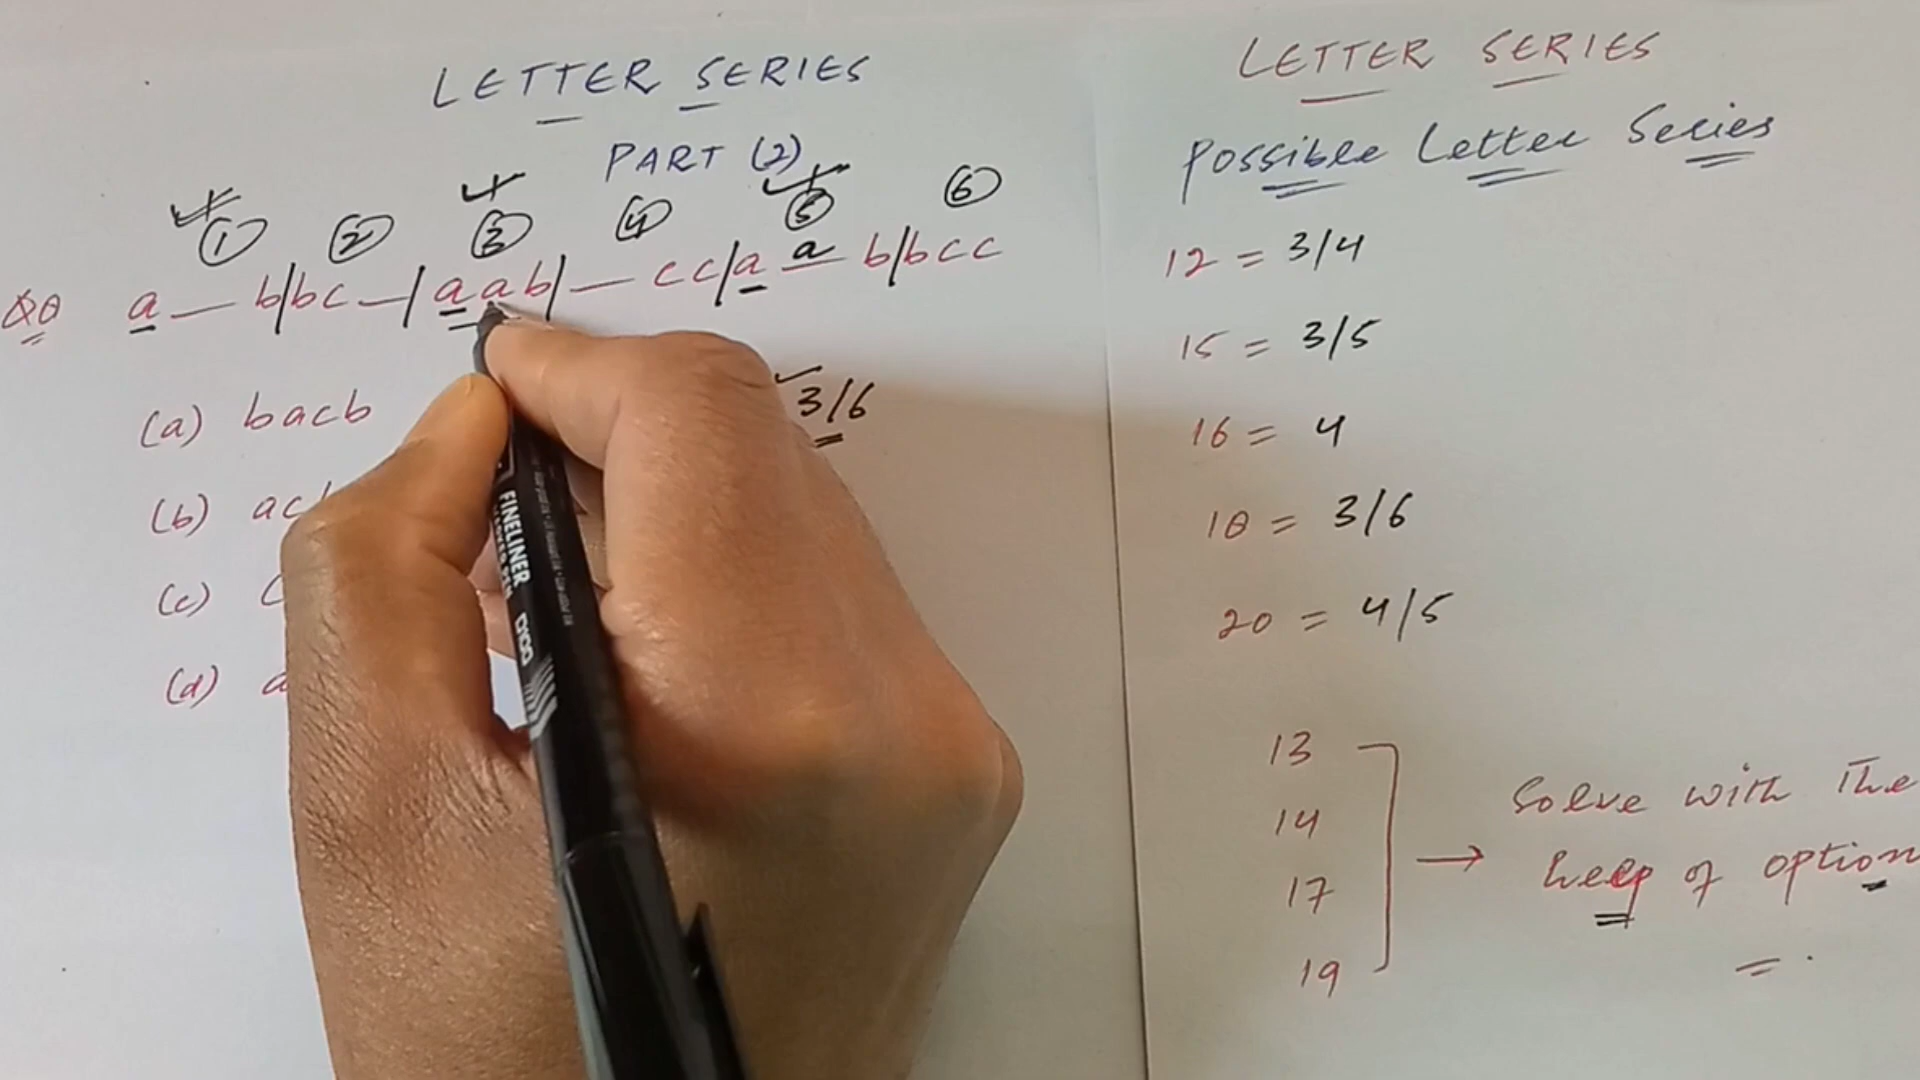 LETTER SERIES
PART (2)
① ② ③ ④ ⑤ ⑥
a — b/bc — /aab/ — cc/a a b/bcc
(a) bacb
3/6
(b) ac
(c) c
(d) a
LETTER SERIES
Possible Letter Series
12 = 3/4
15 = 3/5
16 = 4
18 = 3/6
20 = 4/5
13
14
17
19
→ Solve with The
help of option
FINELINER